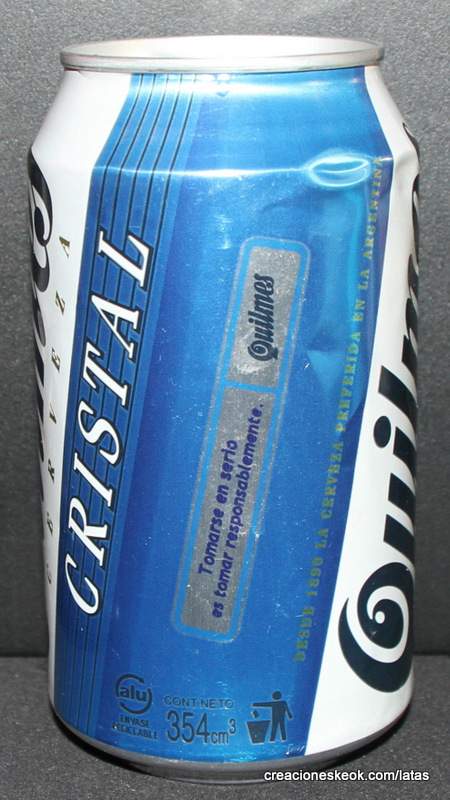 CERVEZA
CRISTAL
Quilmes
Tomarse en serio
es tomar responsablemente.
DESDE 1890 LA CERVEZA PREFERIDA EN LA ARGENTINA
Quilmes
alu
ENVASE
RECICLABLE
CONT. NETO
354cm³
creacioneskeok.com/latas